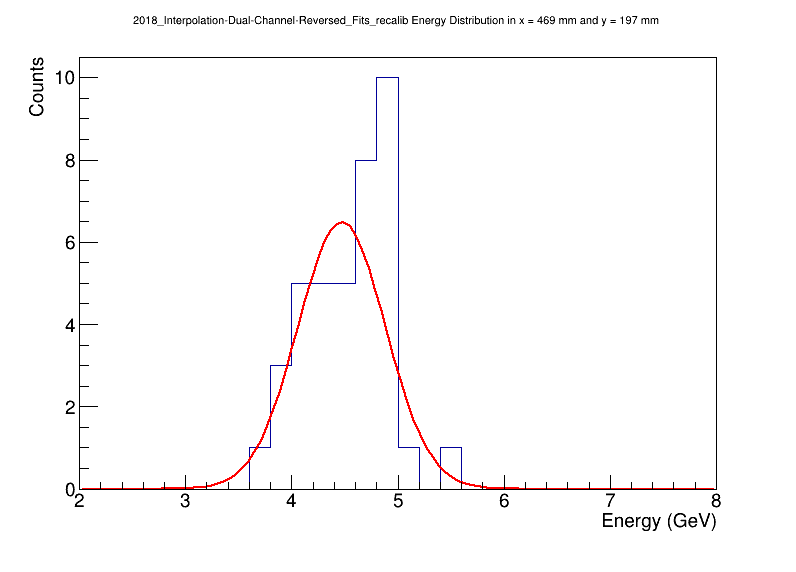 2018_Interpolation-Dual-Channel-Reversed_Fits_recalib Energy Distribution in x = 469 mm and y = 197 mm
Counts
10
8
6
4
2
0
2 3 4 5 6 7 8
Energy (GeV)